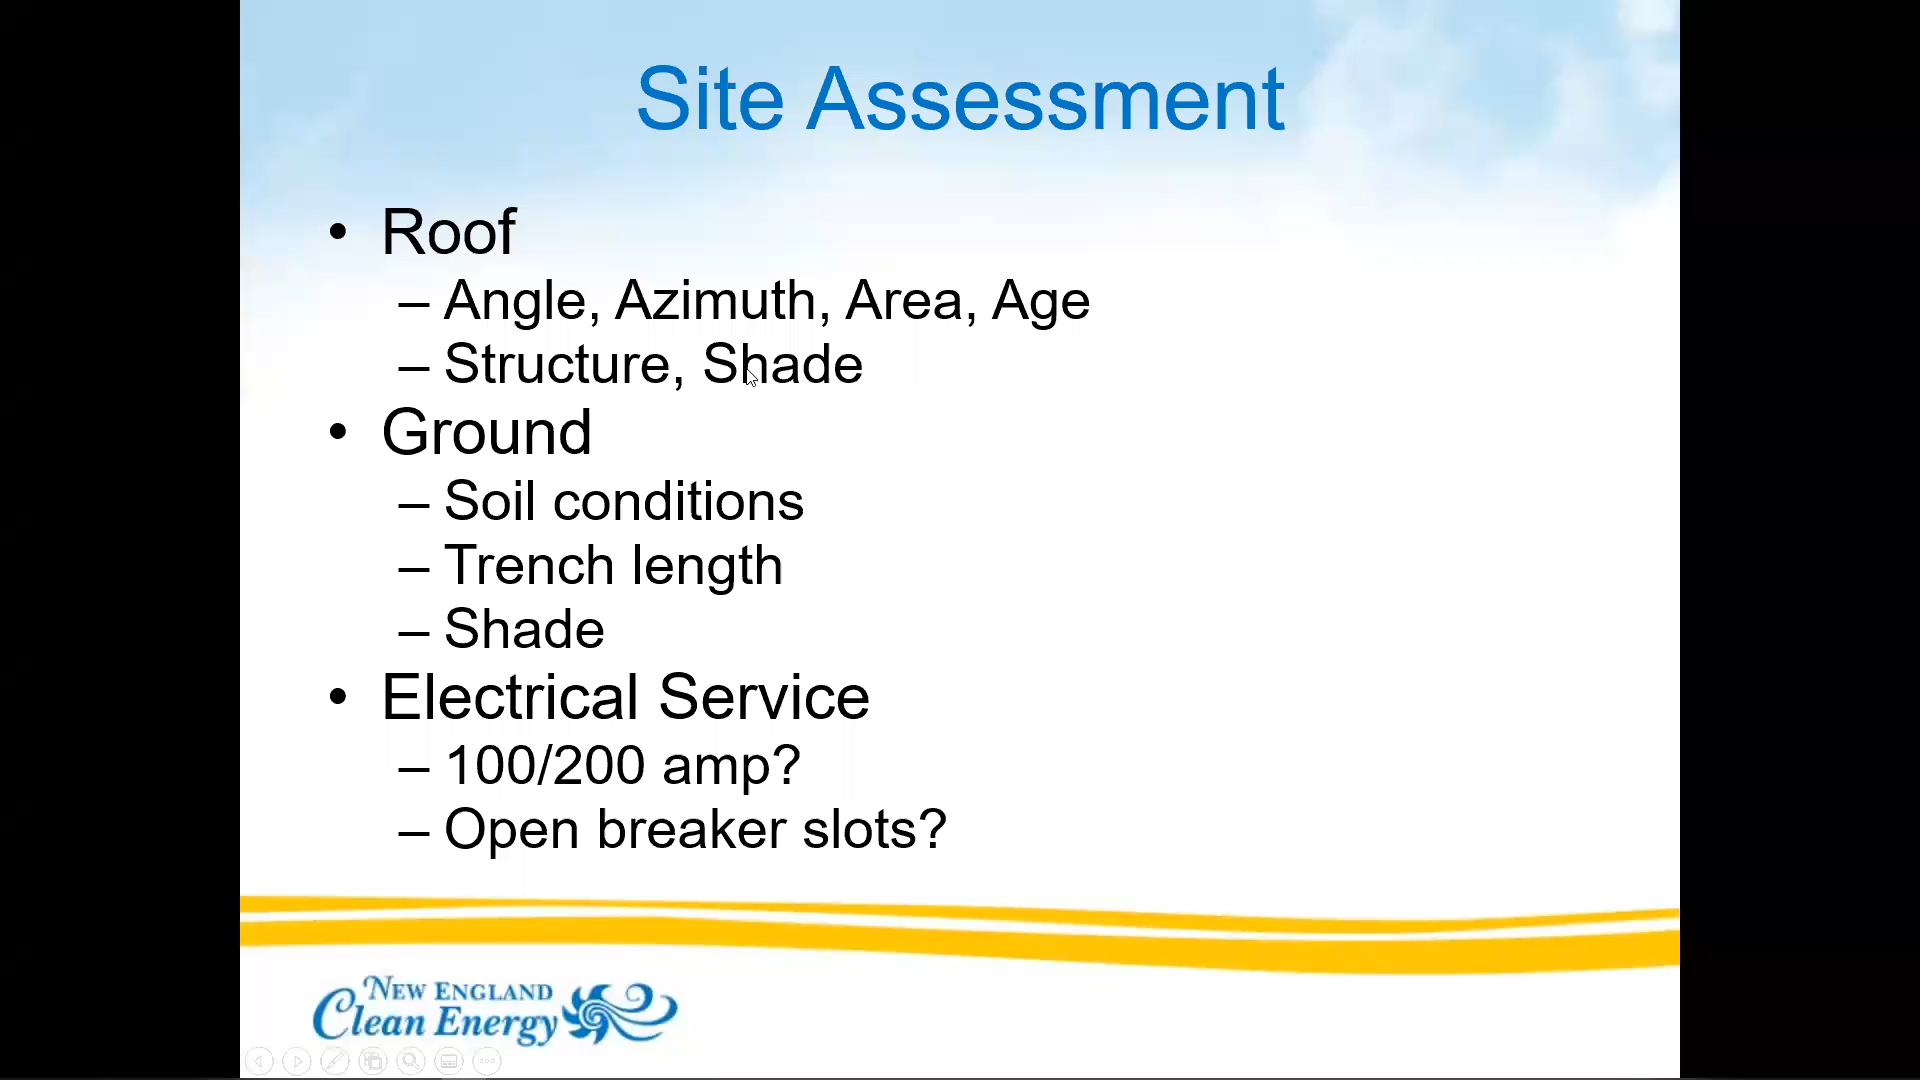 Site Assessment
• Roof
– Angle, Azimuth, Area, Age
– Structure, Shade
• Ground
– Soil conditions
– Trench length
– Shade
• Electrical Service
– 100/200 amp?
– Open breaker slots?
NEW ENGLAND
Clean Energy